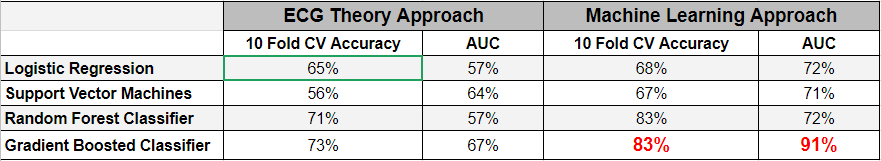 ECG Theory Approach Machine Learning Approach
10 Fold CV Accuracy AUC 10 Fold CV Accuracy AUC
Logistic Regression 65% 57% 68% 72%
Support Vector Machines 56% 64% 67% 71%
Random Forest Classifier 71% 57% 83% 72%
Gradient Boosted Classifier 73% 67% 83% 91%